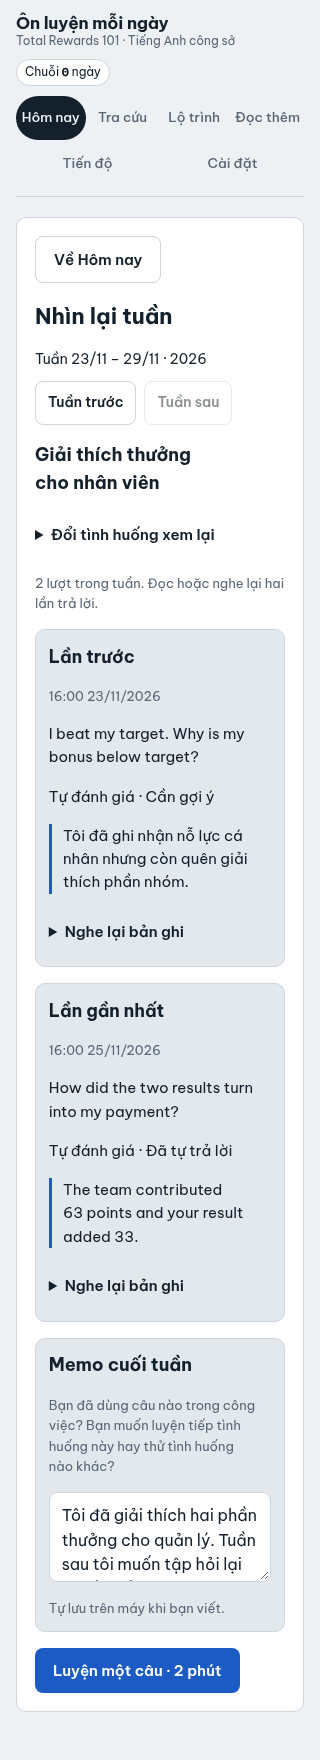 Ôn luyện mỗi ngày
Total Rewards 101 · Tiếng Anh công sở
Chuỗi 0 ngày
Hôm nay
Tra cứu
Lộ trình
Đọc thêm
Tiến độ
Cài đặt
Về Hôm nay
Nhìn lại tuần
Tuần 23/11 – 29/11 · 2026
Tuần trước
Tuần sau
Giải thích thưởng
cho nhân viên
Đổi tình huống xem lại
2 lượt trong tuần. Đọc hoặc nghe lại hai
lần trả lời.
Lần trước
16:00 23/11/2026
I beat my target. Why is my
bonus below target?
Tự đánh giá · Cần gợi ý
Tôi đã ghi nhận nỗ lực cá
nhân nhưng còn quên giải
thích phần nhóm.
Nghe lại bản ghi
Lần gần nhất
16:00 25/11/2026
How did the two results turn
into my payment?
Tự đánh giá · Đã tự trả lời
The team contributed
63 points and your result
added 33.
Nghe lại bản ghi
Memo cuối tuần
Bạn đã dùng câu nào trong công
việc? Bạn muốn luyện tiếp tình
huống này hay thử tình huống
nào khác?
Tôi đã giải thích hai phần
thưởng cho quản lý. Tuần
sau tôi muốn tập hỏi lại
Tự lưu trên máy khi bạn viết.
Luyện một câu · 2 phút